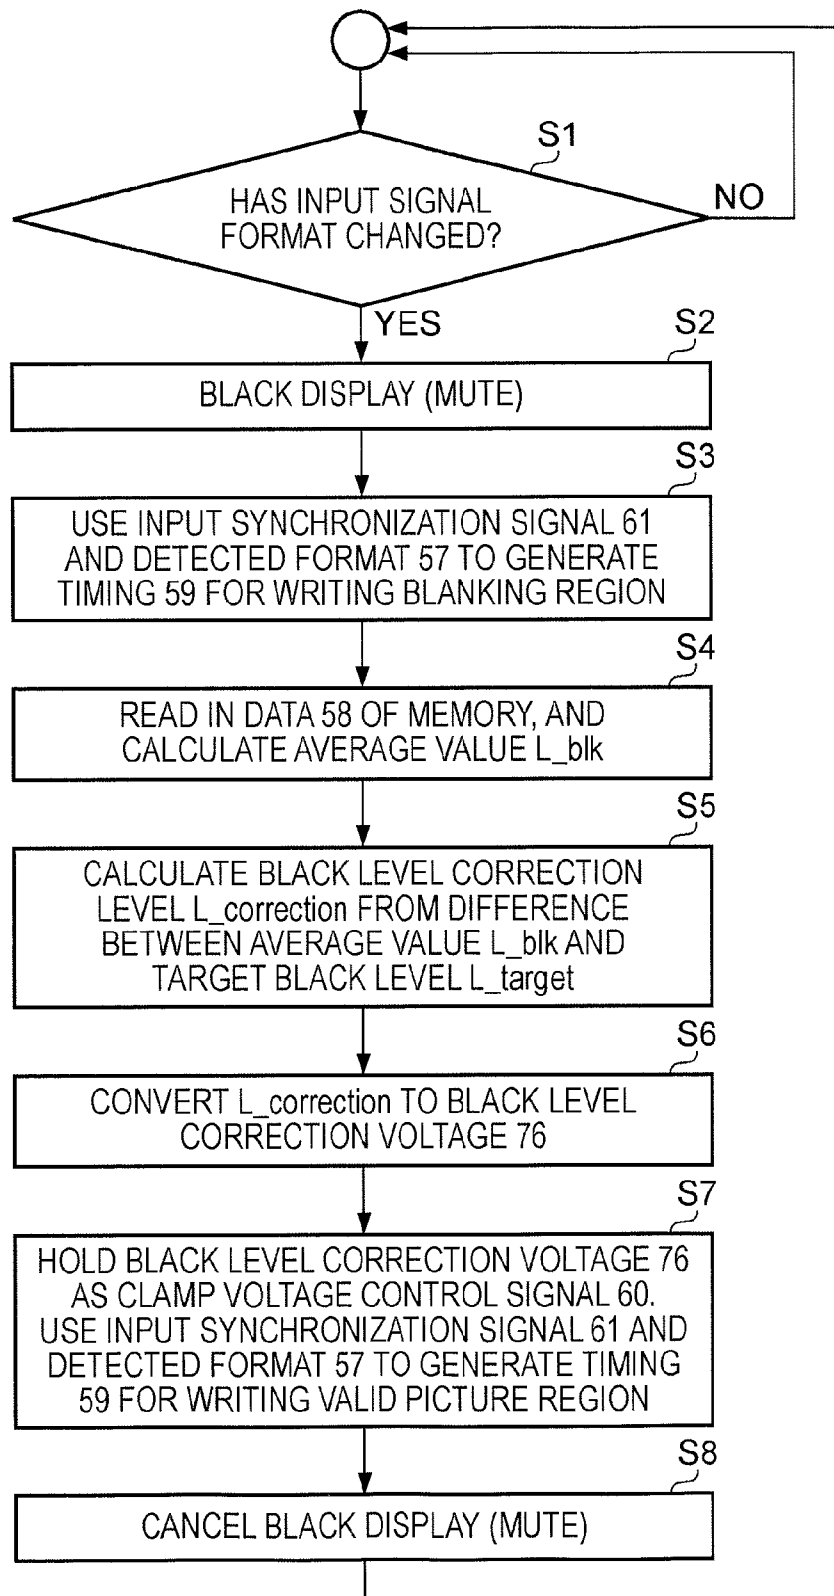 S1
HAS INPUT SIGNAL
FORMAT CHANGED?
NO
YES
S2
BLACK DISPLAY (MUTE)
S3
USE INPUT SYNCHRONIZATION SIGNAL 61
AND DETECTED FORMAT 57 TO GENERATE
TIMING 59 FOR WRITING BLANKING REGION
S4
READ IN DATA 58 OF MEMORY, AND
CALCULATE AVERAGE VALUE L_blk
S5
CALCULATE BLACK LEVEL CORRECTION
LEVEL L_correction FROM DIFFERENCE
BETWEEN AVERAGE VALUE L_blk AND
TARGET BLACK LEVEL L_target
S6
CONVERT L_correction TO BLACK LEVEL
CORRECTION VOLTAGE 76
S7
HOLD BLACK LEVEL CORRECTION VOLTAGE 76
AS CLAMP VOLTAGE CONTROL SIGNAL 60.
USE INPUT SYNCHRONIZATION SIGNAL 61 AND
DETECTED FORMAT 57 TO GENERATE TIMING
59 FOR WRITING VALID PICTURE REGION
S8
CANCEL BLACK DISPLAY (MUTE)